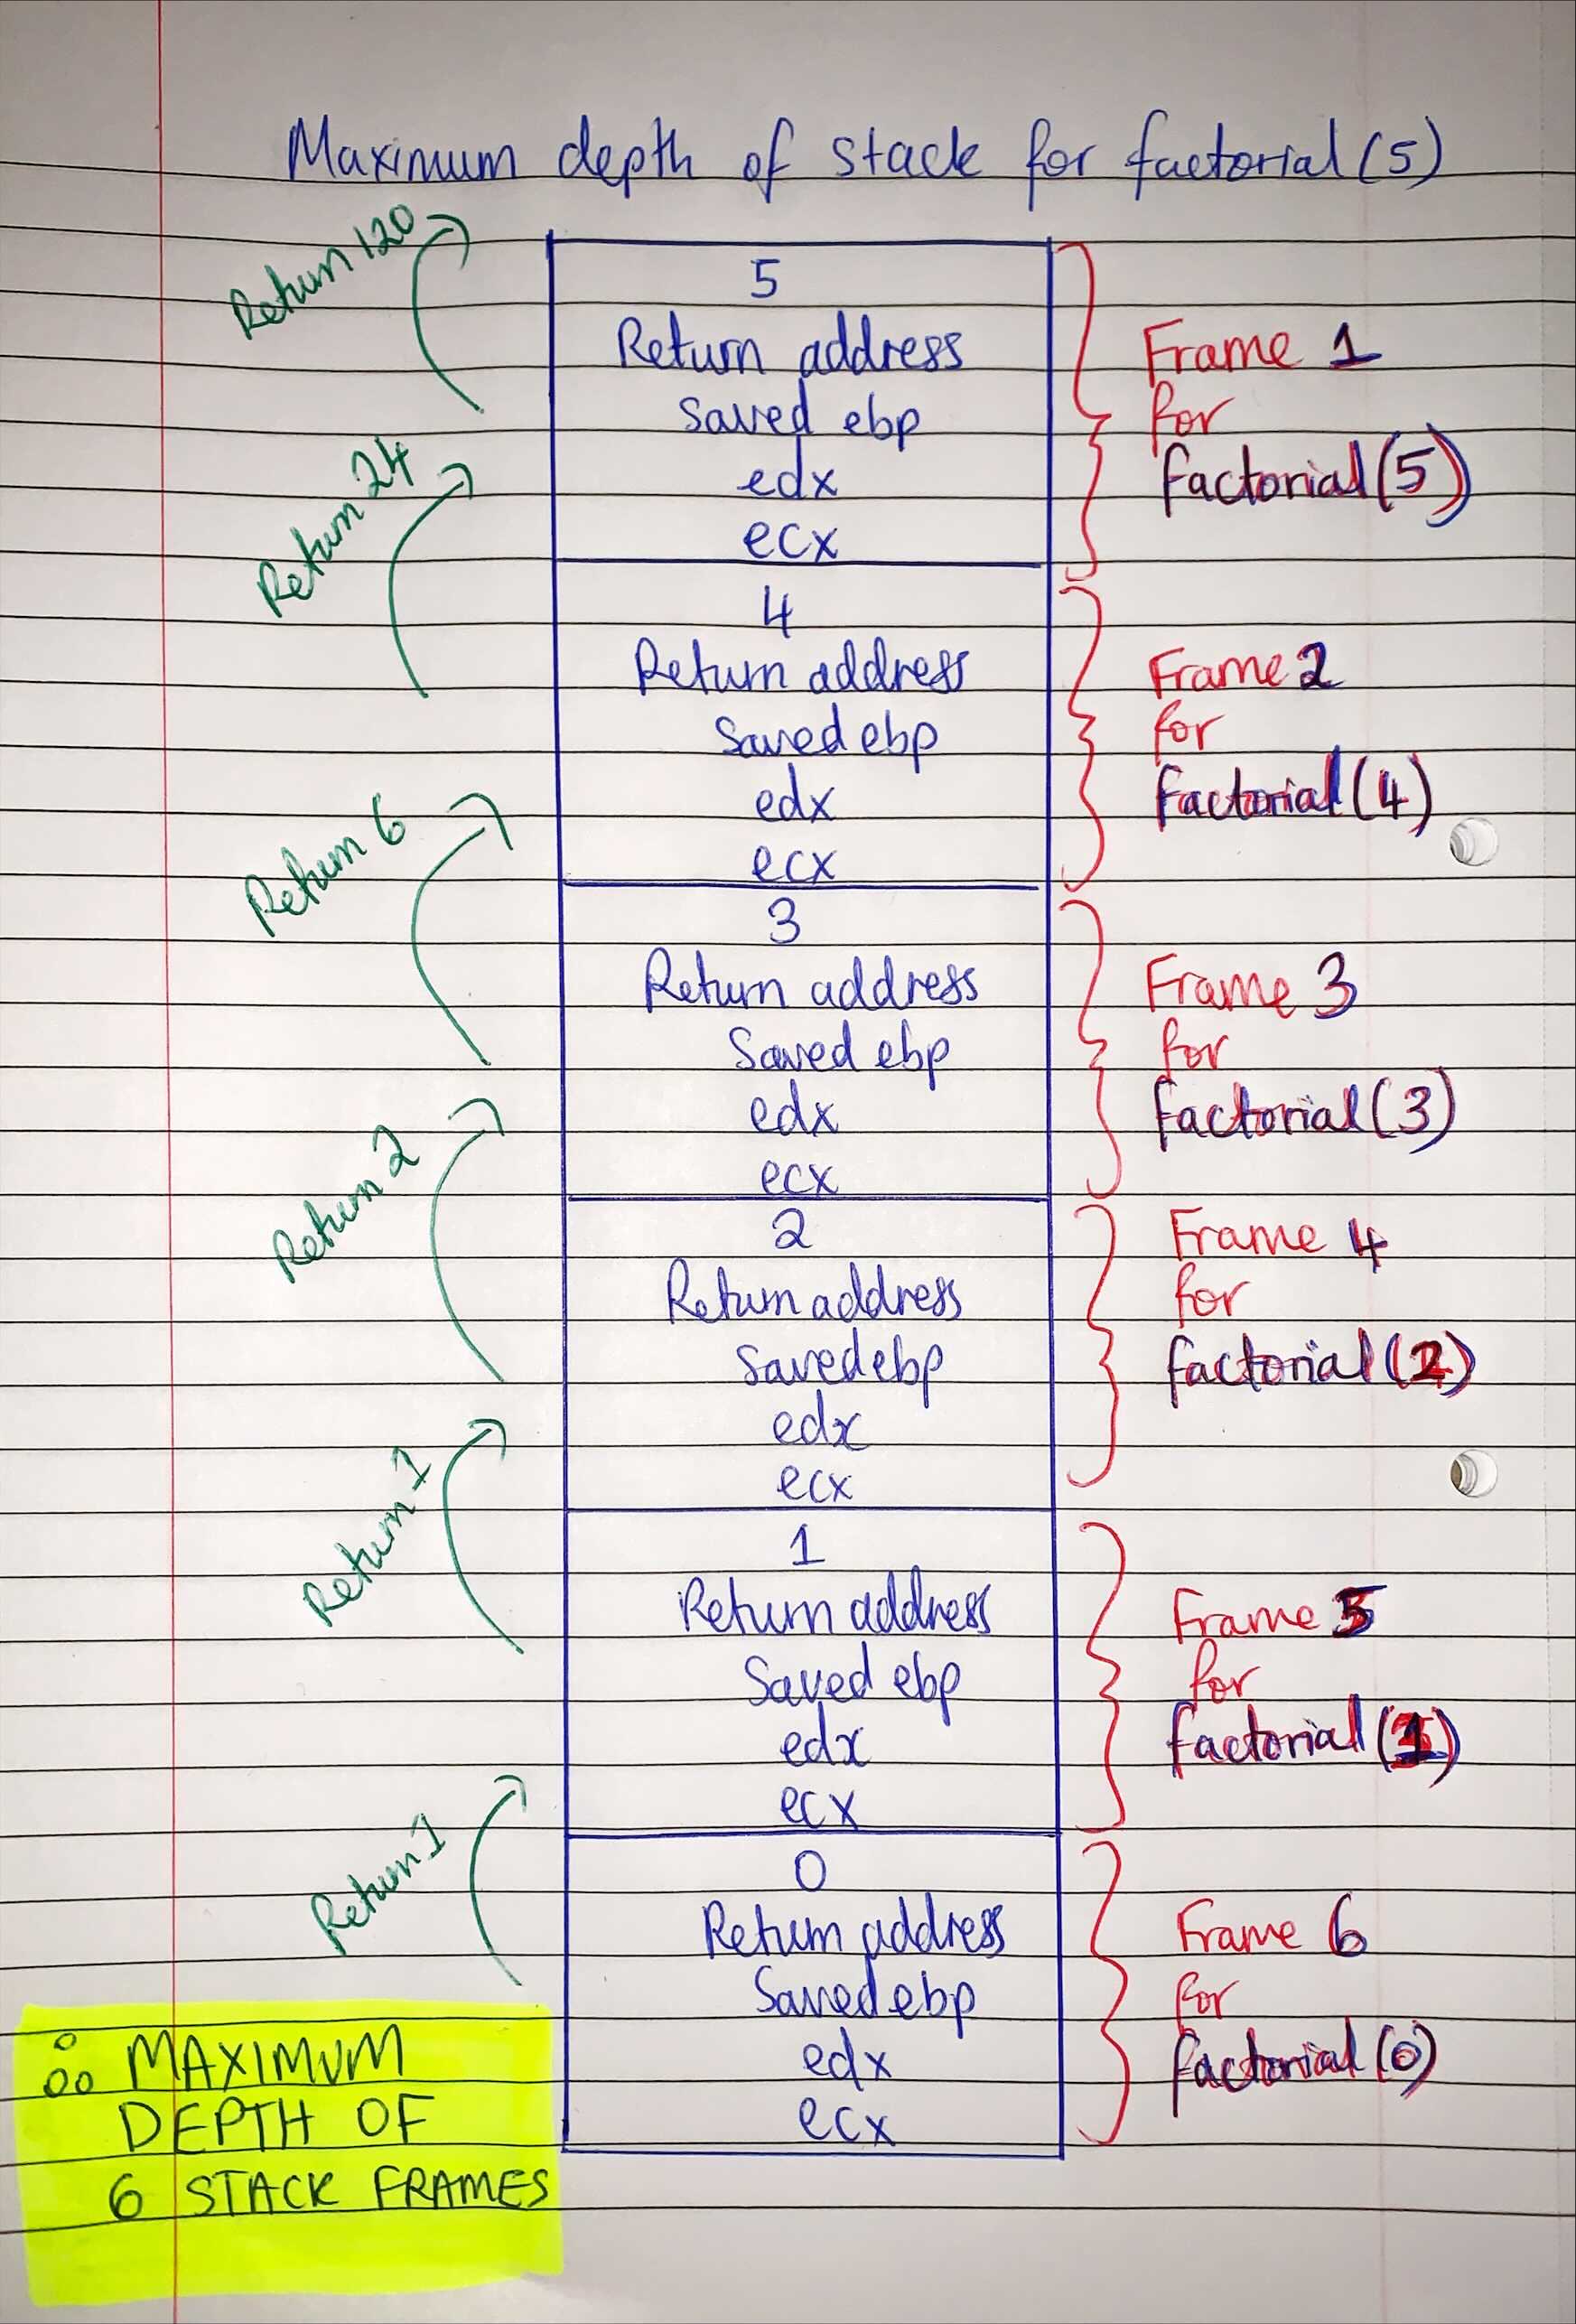 Maximum depth of stack for factorial(5)
Return 120
5
Return address
Saved ebp
edx
ecx
Frame 1
for
factorial(5)
Return 24
4
Return address
Saved ebp
edx
ecx
Frame 2
for
factorial(4)
Return 6
3
Return address
Saved ebp
edx
ecx
Frame 3
for
factorial(3)
Return 2
2
Return address
Saved ebp
edx
ecx
Frame 4
for
factorial(2)
Return 1
1
Return address
Saved ebp
edx
ecx
Frame 5
for
factorial(1)
Return 1
0
Return address
Saved ebp
edx
ecx
Frame 6
for
factorial(0)
∴ MAXIMUM
DEPTH OF
6 STACK FRAMES